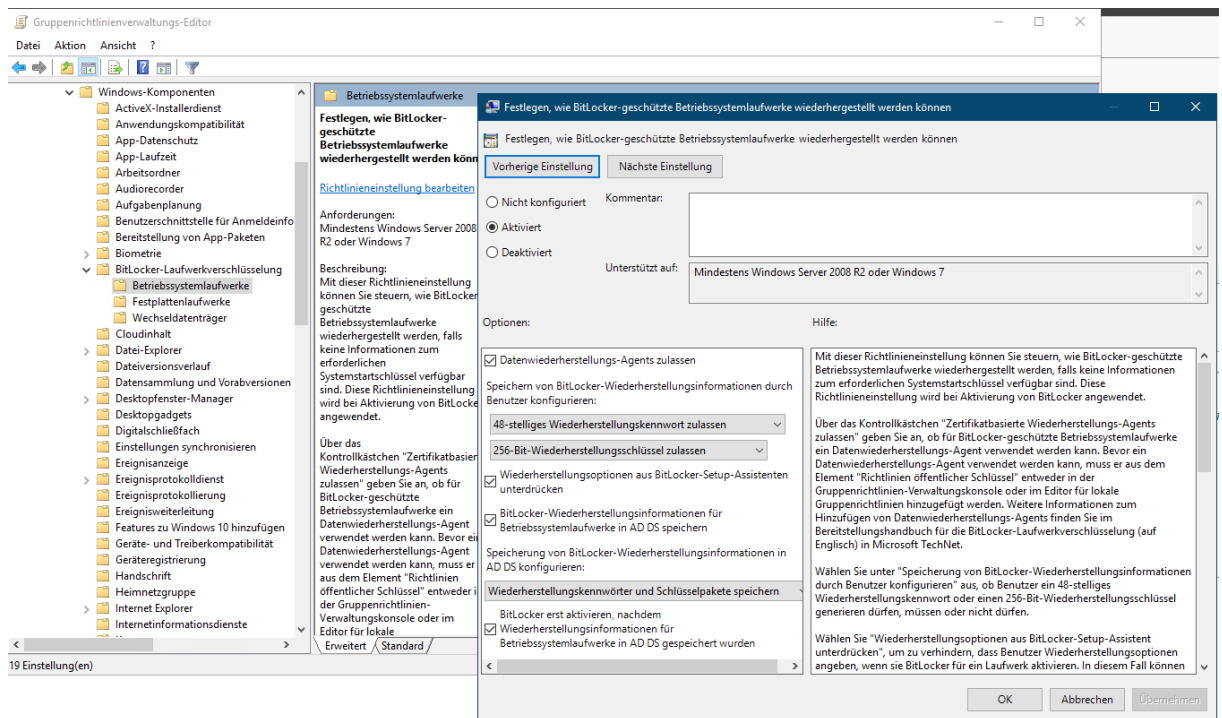 Gruppenrichtlinienverwaltungs-Editor
Datei Aktion Ansicht ?
Windows-Komponenten
ActiveX-Installerdienst
Anwendungskompatibilität
App-Datenschutz
App-Laufzeit
Arbeitsordner
Audiorecorder
Aufgabenplanung
Benutzerschnittstelle für Anmeldeinfo
Bereitstellung von App-Paketen
Biometrie
BitLocker-Laufwerkverschlüsselung
Betriebssystemlaufwerke
Festplattenlaufwerke
Wechseldatenträger
Cloudinhalt
Datei-Explorer
Dateiversionsverlauf
Datensammlung und Vorabversionen
Desktopfenster-Manager
Desktopgadgets
Digitalschließfach
Einstellungen synchronisieren
Ereignisanzeige
Ereignisprotokolldienst
Ereignisprotokollierung
Ereignisweiterleitung
Features zu Windows 10 hinzufügen
Geräte- und Treiberkompatibilität
Geräteregistrierung
Handschrift
Heimnetzgruppe
Internet Explorer
Internetinformationsdienste
19 Einstellung(en)
Betriebssystemlaufwerke
Festlegen, wie BitLocker-
geschützte
Betriebssystemlaufwerke
wiederhergestellt werden könn
Richtlinieneinstellung bearbeiten
Anforderungen:
Mindestens Windows Server 2008
R2 oder Windows 7
Beschreibung:
Mit dieser Richtlinieneinstellung
können Sie steuern, wie BitLocker
geschützte
Betriebssystemlaufwerke
wiederhergestellt werden, falls
keine Informationen zum
erforderlichen
Systemstartschlüssel verfügbar
sind. Diese Richtlinieneinstellung
wird bei Aktivierung von BitLocke
angewendet.
Über das
Kontrollkästchen "Zertifikatbasier
Wiederherstellungs-Agents
zulassen" geben Sie an, ob für
BitLocker-geschützte
Betriebssystemlaufwerke ein
Datenwiederherstellungs-Agent
verwendet werden kann. Bevor ei
Datenwiederherstellungs-Agent
verwendet werden kann, muss er
aus dem Element "Richtlinien
öffentlicher Schlüssel" entweder i
der Gruppenrichtlinien-
Verwaltungskonsole oder im
Editor für lokale
Erweitert Standard
Festlegen, wie BitLocker-geschützte Betriebssystemlaufwerke wiederhergestellt werden können
Festlegen, wie BitLocker-geschützte Betriebssystemlaufwerke wiederhergestellt werden können
Vorherige Einstellung Nächste Einstellung
Nicht konfiguriert Kommentar:
Aktiviert
Deaktiviert
Unterstützt auf: Mindestens Windows Server 2008 R2 oder Windows 7
Optionen: Hilfe:
Datenwiederherstellungs-Agents zulassen
Speichern von BitLocker-Wiederherstellungsinformationen durch
Benutzer konfigurieren:
48-stelliges Wiederherstellungskennwort zulassen
256-Bit-Wiederherstellungsschlüssel zulassen
Wiederherstellungsoptionen aus BitLocker-Setup-Assistenten
unterdrücken
BitLocker-Wiederherstellungsinformationen für
Betriebssystemlaufwerke in AD DS speichern
Speicherung von BitLocker-Wiederherstellungsinformationen in
AD DS konfigurieren:
Wiederherstellungskennwörter und Schlüsselpakete speichern
BitLocker erst aktivieren, nachdem
Wiederherstellungsinformationen für
Betriebssystemlaufwerke in AD DS gespeichert wurden
Mit dieser Richtlinieneinstellung können Sie steuern, wie BitLocker-geschützte
Betriebssystemlaufwerke wiederhergestellt werden, falls keine Informationen
zum erforderlichen Systemstartschlüssel verfügbar sind. Diese
Richtlinieneinstellung wird bei Aktivierung von BitLocker angewendet.
Über das Kontrollkästchen "Zertifikatbasierte Wiederherstellungs-Agents
zulassen" geben Sie an, ob für BitLocker-geschützte Betriebssystemlaufwerke
ein Datenwiederherstellungs-Agent verwendet werden kann. Bevor ein
Datenwiederherstellungs-Agent verwendet werden kann, muss er aus dem
Element "Richtlinien öffentlicher Schlüssel" entweder in der
Gruppenrichtlinien-Verwaltungskonsole oder im Editor für lokale
Gruppenrichtlinien hinzugefügt werden. Weitere Informationen zum
Hinzufügen von Datenwiederherstellungs-Agents finden Sie im
Bereitstellungshandbuch für die BitLocker-Laufwerkverschlüsselung (auf
Englisch) in Microsoft TechNet.
Wählen Sie unter "Speicherung von BitLocker-Wiederherstellungsinformationen
durch Benutzer konfigurieren" aus, ob Benutzer ein 48-stelliges
Wiederherstellungskennwort oder einen 256-Bit-Wiederherstellungsschlüssel
generieren dürfen, müssen oder nicht dürfen.
Wählen Sie "Wiederherstellungsoptionen aus BitLocker-Setup-Assistent
unterdrücken", um zu verhindern, dass Benutzer Wiederherstellungsoptionen
angeben, wenn sie BitLocker für ein Laufwerk aktivieren. In diesem Fall können
OK Abbrechen Übernehmen